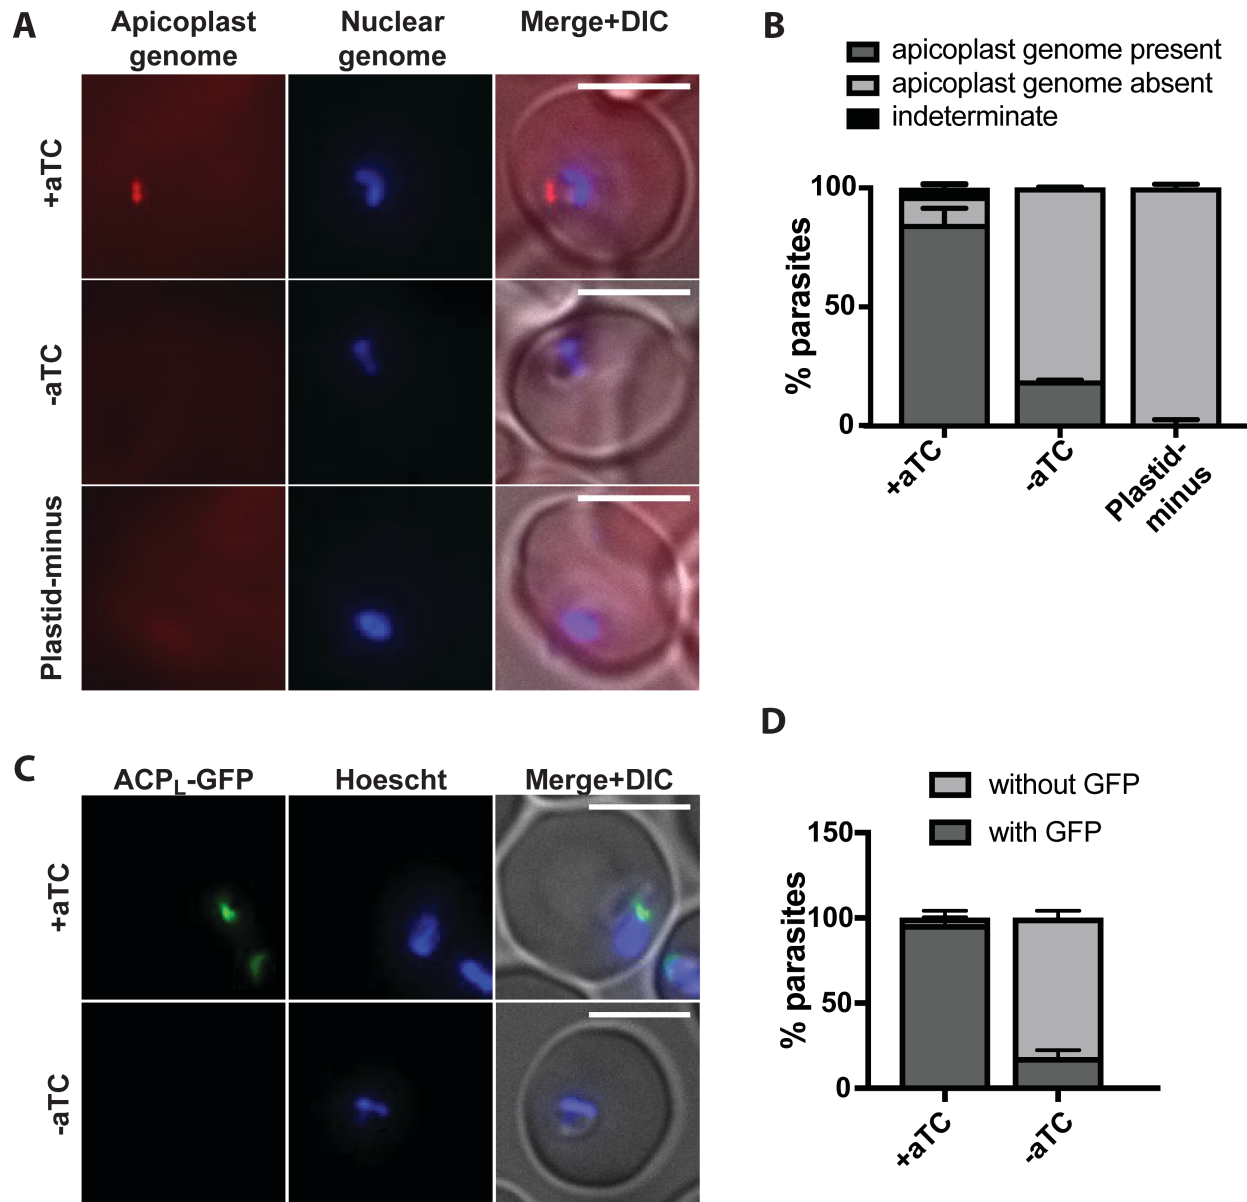 A
Apicoplast
genome
Nuclear
genome
Merge+DIC
+aTC
-aTC
Plastid-minus
B
apicoplast genome present
apicoplast genome absent
indeterminate
% parasites
100
50
0
+aTC
-aTC
Plastid-
minus
C
ACPL-GFP
Hoescht
Merge+DIC
+aTC
-aTC
D
without GFP
with GFP
% parasites
150
100
50
0
+aTC
-aTC